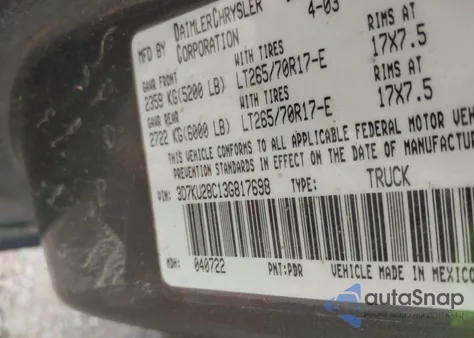 MFD BY DAIMLERCHRYSLER CORPORATION 4-03
GAWR FRONT WITH TIRES RIMS AT
2359 KG(5200 LB) LT265/70R17-E 17X7.5
GAWR REAR WITH TIRES RIMS AT
2722 KG(6000 LB) LT265/70R17-E 17X7.5
THIS VEHICLE CONFORMS TO ALL APPLICABLE FEDERAL MOTOR
STANDARDS IN EFFECT ON THE DATE OF MANUFACTUR
VIN: 3D7KU28C13G817698 TYPE: TRUCK
MDH: 040722 PNT:PDR VEHICLE MADE IN MEXICO
autoSnap